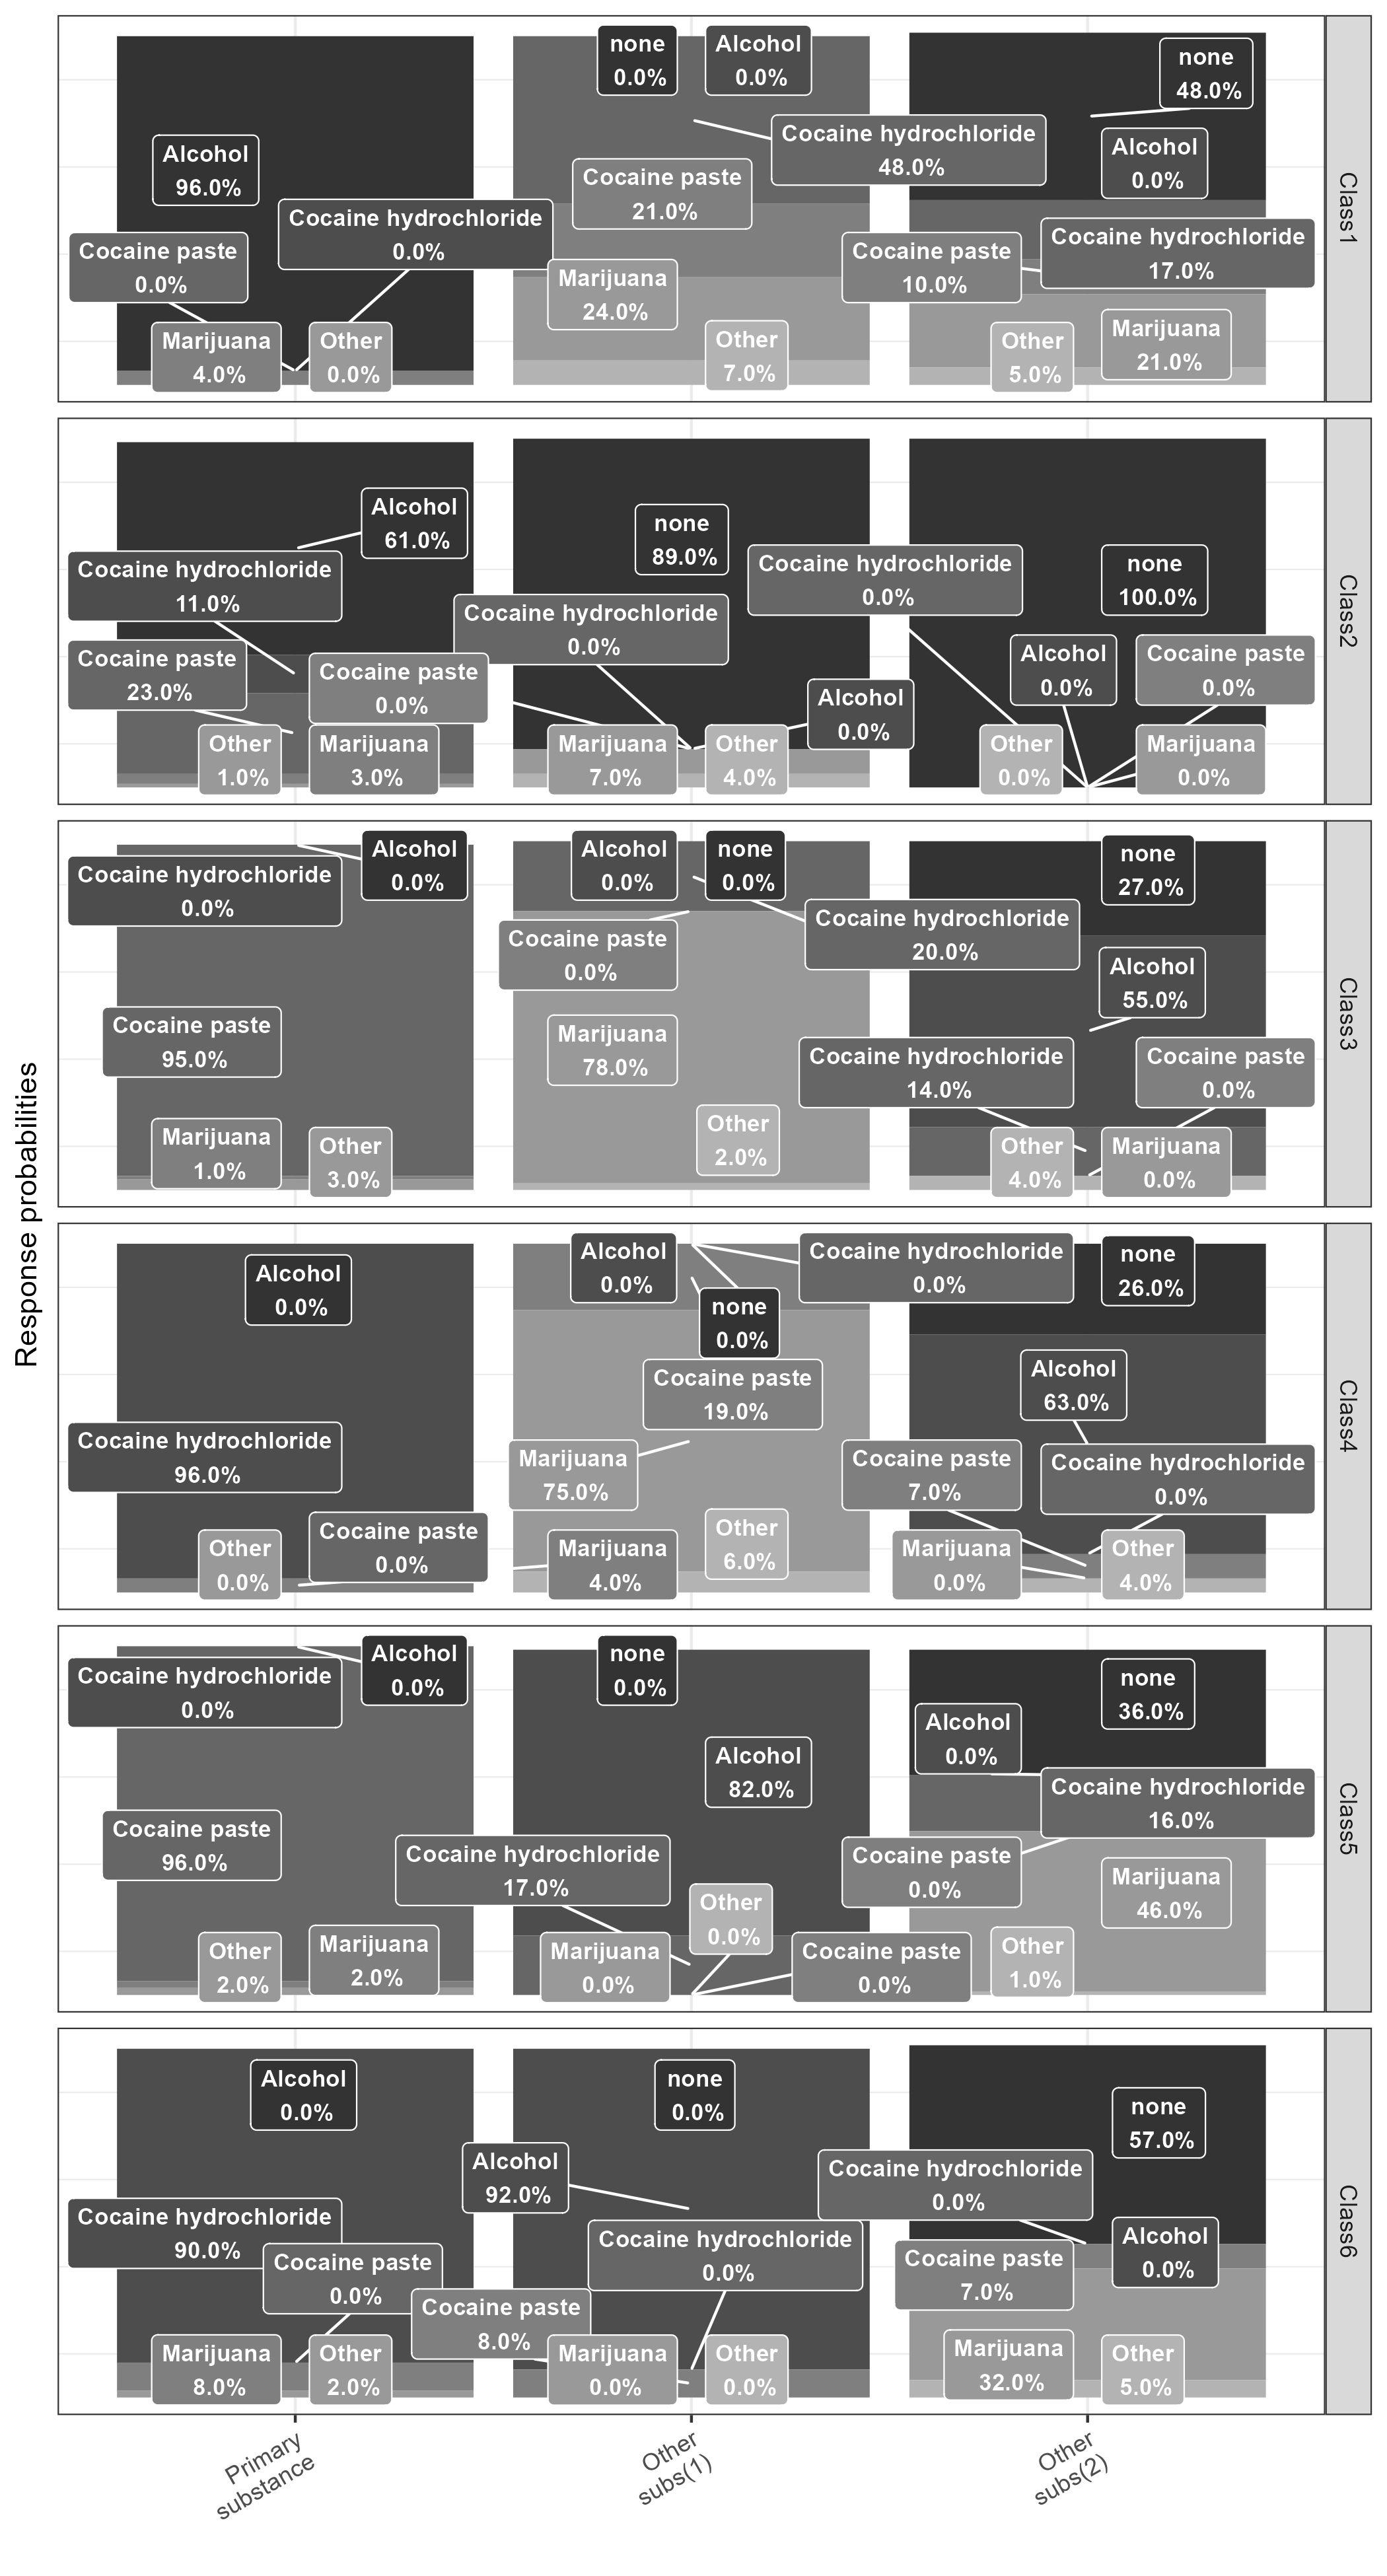 none
0.0%
Alcohol
0.0%
none
48.0%
Alcohol
96.0%
Cocaine hydrochloride
48.0%
Alcohol
0.0%
Cocaine paste
21.0%
Cocaine hydrochloride
0.0%
Cocaine paste
0.0%
Cocaine hydrochloride
17.0%
Cocaine paste
10.0%
Marijuana
24.0%
Marijuana
4.0%
Other
0.0%
Other
7.0%
Other
5.0%
Marijuana
21.0%
Class1
Alcohol
61.0%
none
89.0%
Cocaine hydrochloride
11.0%
Cocaine hydrochloride
0.0%
none
100.0%
Cocaine hydrochloride
0.0%
Cocaine paste
23.0%
Cocaine paste
0.0%
Alcohol
0.0%
Alcohol
0.0%
Cocaine paste
0.0%
Other
1.0%
Marijuana
3.0%
Marijuana
7.0%
Other
4.0%
Other
0.0%
Marijuana
0.0%
Class2
Alcohol
0.0%
Cocaine hydrochloride
0.0%
Alcohol
0.0%
none
0.0%
none
27.0%
Cocaine paste
0.0%
Cocaine hydrochloride
20.0%
Alcohol
55.0%
Cocaine paste
95.0%
Marijuana
78.0%
Cocaine hydrochloride
14.0%
Cocaine paste
0.0%
Marijuana
1.0%
Other
3.0%
Other
2.0%
Other
4.0%
Marijuana
0.0%
Class3
Response probabilities
Alcohol
0.0%
Alcohol
0.0%
Cocaine hydrochloride
0.0%
none
26.0%
none
0.0%
Cocaine paste
19.0%
Alcohol
63.0%
Cocaine hydrochloride
96.0%
Marijuana
75.0%
Cocaine paste
7.0%
Cocaine hydrochloride
0.0%
Other
0.0%
Cocaine paste
0.0%
Marijuana
4.0%
Other
6.0%
Marijuana
0.0%
Other
4.0%
Class4
Alcohol
0.0%
Cocaine hydrochloride
0.0%
none
0.0%
none
36.0%
Alcohol
0.0%
Alcohol
82.0%
Cocaine hydrochloride
16.0%
Cocaine paste
96.0%
Cocaine hydrochloride
17.0%
Cocaine paste
0.0%
Marijuana
46.0%
Other
0.0%
Other
2.0%
Marijuana
2.0%
Marijuana
0.0%
Cocaine paste
0.0%
Other
1.0%
Class5
Alcohol
0.0%
none
0.0%
none
57.0%
Alcohol
92.0%
Cocaine hydrochloride
0.0%
Cocaine hydrochloride
90.0%
Cocaine hydrochloride
0.0%
Alcohol
0.0%
Cocaine paste
0.0%
Cocaine paste
7.0%
Cocaine paste
8.0%
Marijuana
8.0%
Other
2.0%
Marijuana
0.0%
Other
0.0%
Marijuana
32.0%
Other
5.0%
Class6
Primary
substance
Other
subs(1)
Other
subs(2)